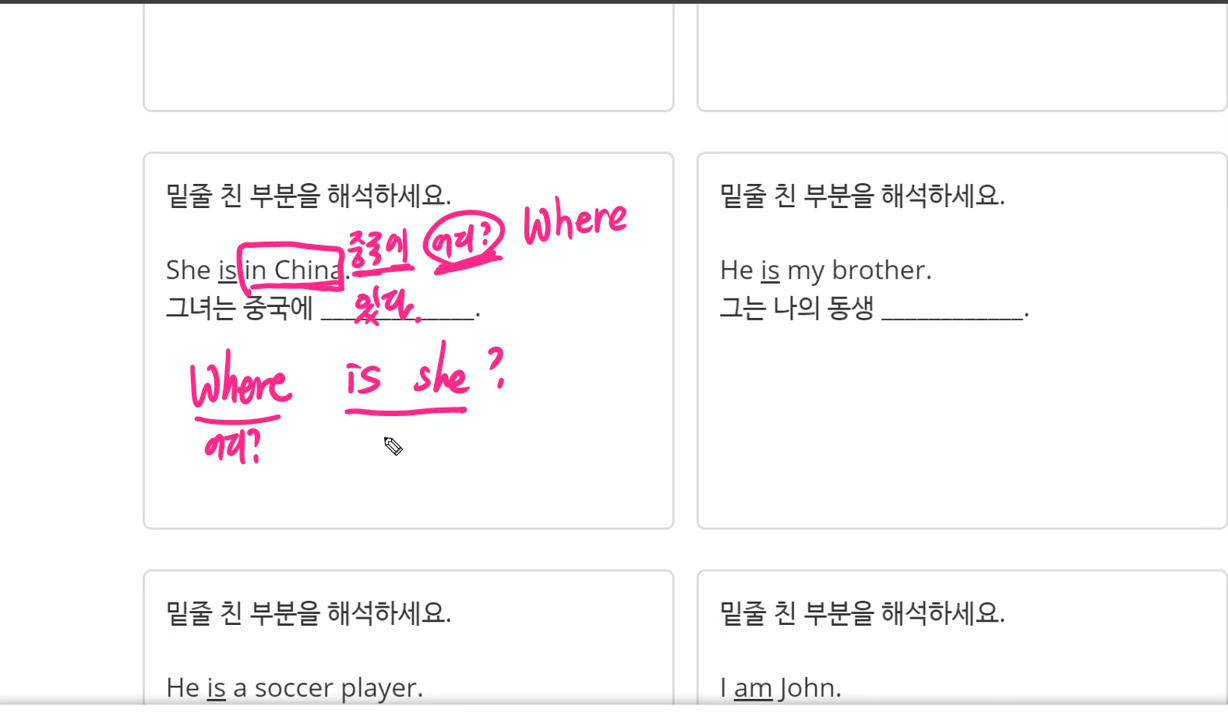 밑줄 친 부분을 해석하세요.
중국에 어디? Where
She is in China.
그녀는 중국에 ____________.
있다.
Where is she?
어디?
밑줄 친 부분을 해석하세요.
He is my brother.
그는 나의 동생 ____________.
밑줄 친 부분을 해석하세요.
He is a soccer player.
밑줄 친 부분을 해석하세요.
I am John.